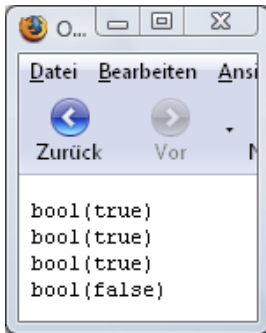 O...
Datei Bearbeiten Ansi
Zurück Vor N
bool(true)
bool(true)
bool(true)
bool(false)